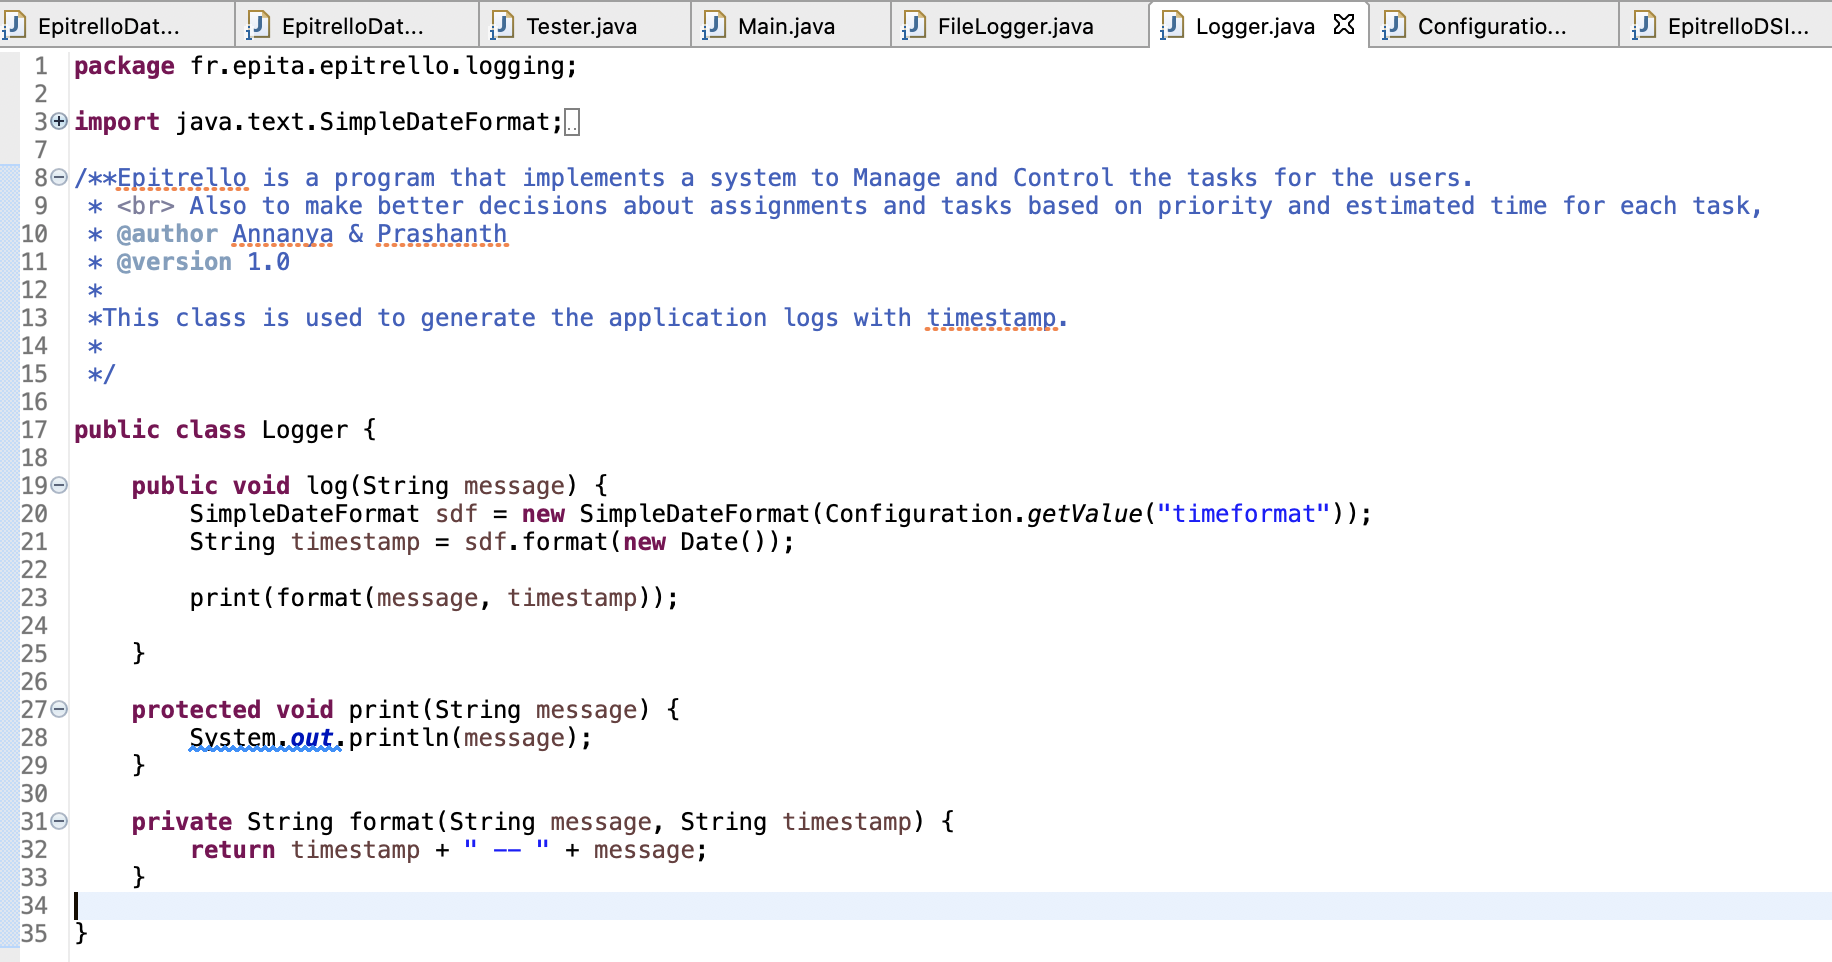 EpitrelloDat... EpitrelloDat... Tester.java Main.java FileLogger.java Logger.java Configuratio... EpitrelloDSI...
1 package fr.epita.epitrello.logging;
2
3 import java.text.SimpleDateFormat;
7
8 /**Epitrello is a program that implements a system to Manage and Control the tasks for the users.
9 * <br> Also to make better decisions about assignments and tasks based on priority and estimated time for each task,
10 * @author Annanya & Prashanth
11 * @version 1.0
12 *
13 *This class is used to generate the application logs with timestamp.
14 *
15 */
16
17 public class Logger {
18
19 public void log(String message) {
20 SimpleDateFormat sdf = new SimpleDateFormat(Configuration.getValue("timeformat"));
21 String timestamp = sdf.format(new Date());
22
23 print(format(message, timestamp));
24
25 }
26
27 protected void print(String message) {
28 System.out.println(message);
29 }
30
31 private String format(String message, String timestamp) {
32 return timestamp + " -- " + message;
33 }
34
35 }